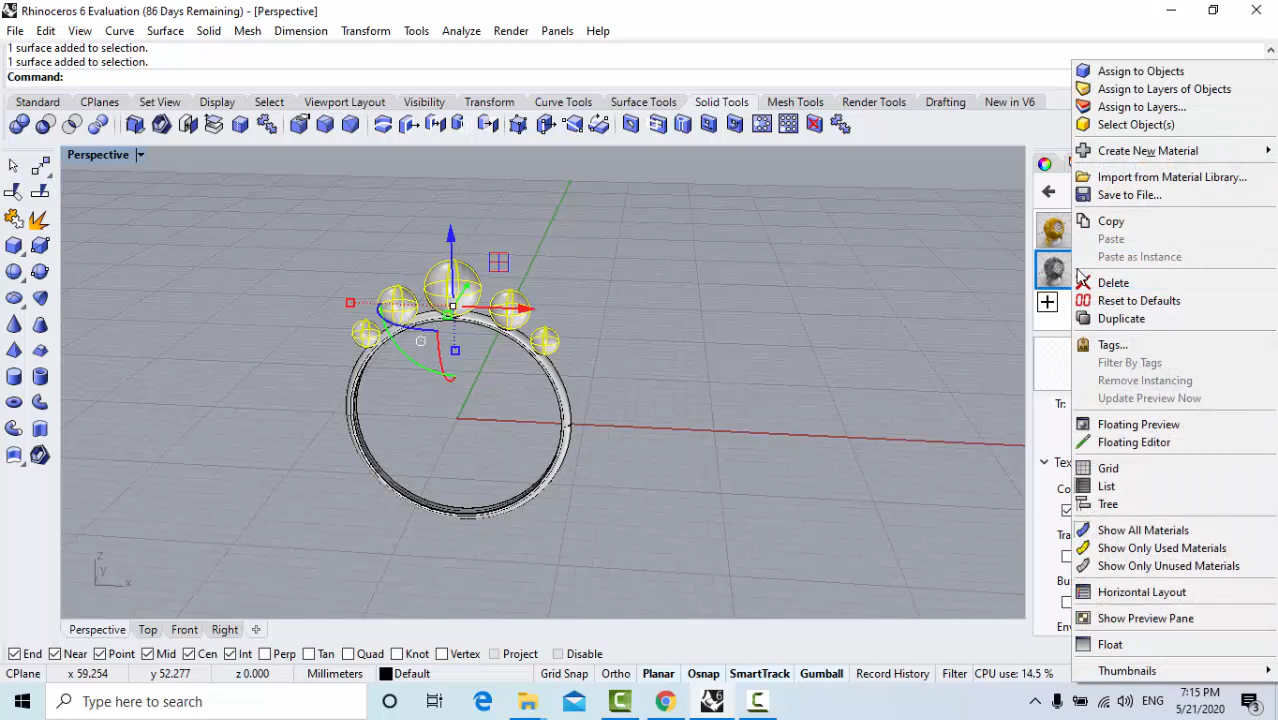 Rhinoceros 6 Evaluation (86 Days Remaining) - [Perspective]
File Edit View Curve Surface Solid Mesh Dimension Transform Tools Analyze Render Panels Help
1 surface added to selection.
1 surface added to selection.
Command:
Standard CPlanes Set View Display Select Viewport Layout Visibility Transform Curve Tools Surface Tools Solid Tools Mesh Tools Render Tools Drafting New in V6
Perspective
Assign to Objects
Assign to Layers of Objects
Assign to Layers...
Select Object(s)
Create New Material
Import from Material Library...
Save to File...
Copy
Paste
Paste as Instance
Delete
Reset to Defaults
Duplicate
Tags...
Filter By Tags
Remove Instancing
Update Preview Now
Floating Preview
Floating Editor
Grid
List
Tree
Show All Materials
Show Only Used Materials
Show Only Unused Materials
Horizontal Layout
Show Preview Pane
Float
Thumbnails
Tr:
Tex
Co
Tra
Bu
Env
z
y
x
Perspective Top Front Right
End Near Point Mid Cen Int Perp Tan Quad Knot Vertex Project Disable
CPlane x 59.254 y 52.277 z 0.000 Millimeters Default Grid Snap Ortho Planar Osnap SmartTrack Gumball Record History Filter CPU use: 14.5 %
Type here to search
ENG
7:15 PM
5/21/2020
3